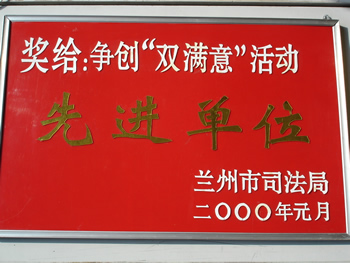 奖给:争创“双满意”活动
先进单位
兰州市司法局
二〇〇〇年元月